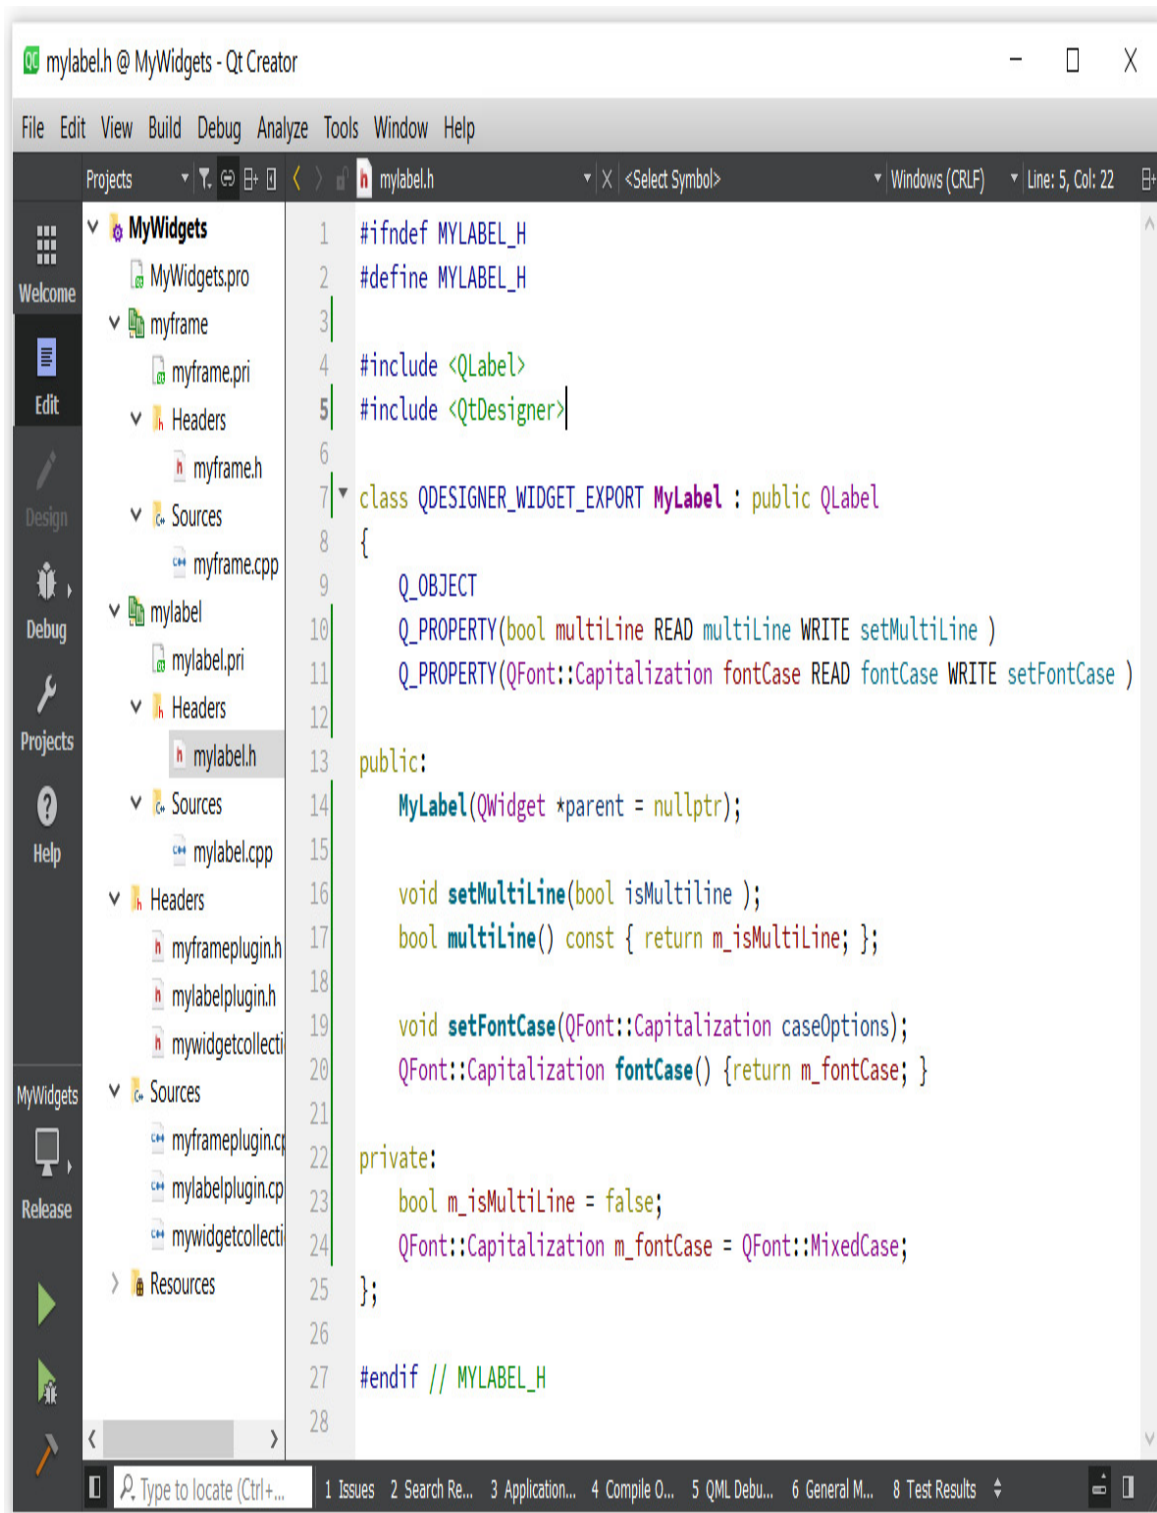 mylabel.h @ MyWidgets - Qt Creator
File Edit View Build Debug Analyze Tools Window Help
Projects
mylabel.h
<Select Symbol>
Windows (CRLF)
Line: 5, Col: 22
Welcome
Edit
Design
Debug
Projects
Help
MyWidgets
Release
MyWidgets
MyWidgets.pro
myframe
myframe.pri
Headers
myframe.h
Sources
myframe.cpp
mylabel
mylabel.pri
Headers
mylabel.h
Sources
mylabel.cpp
Headers
myframeplugin.h
mylabelplugin.h
mywidgetcollecti
Sources
myframeplugin.cp
mylabelplugin.cp
mywidgetcollecti
Resources
1 #ifndef MYLABEL_H
2 #define MYLABEL_H
3
4 #include <QLabel>
5 #include <QtDesigner>
6
7 class QDESIGNER_WIDGET_EXPORT MyLabel : public QLabel
8 {
9 Q_OBJECT
10 Q_PROPERTY(bool multiLine READ multiLine WRITE setMultiLine )
11 Q_PROPERTY(QFont::Capitalization fontCase READ fontCase WRITE setFontCase )
12
13 public:
14 MyLabel(QWidget *parent = nullptr);
15
16 void setMultiLine(bool isMultiline );
17 bool multiLine() const { return m_isMultiLine; };
18
19 void setFontCase(QFont::Capitalization caseOptions);
20 QFont::Capitalization fontCase() {return m_fontCase; }
21
22 private:
23 bool m_isMultiLine = false;
24 QFont::Capitalization m_fontCase = QFont::MixedCase;
25 };
26
27 #endif // MYLABEL_H
28
Type to locate (Ctrl+...
1 Issues 2 Search Re... 3 Application... 4 Compile O... 5 QML Debu... 6 General M... 8 Test Results